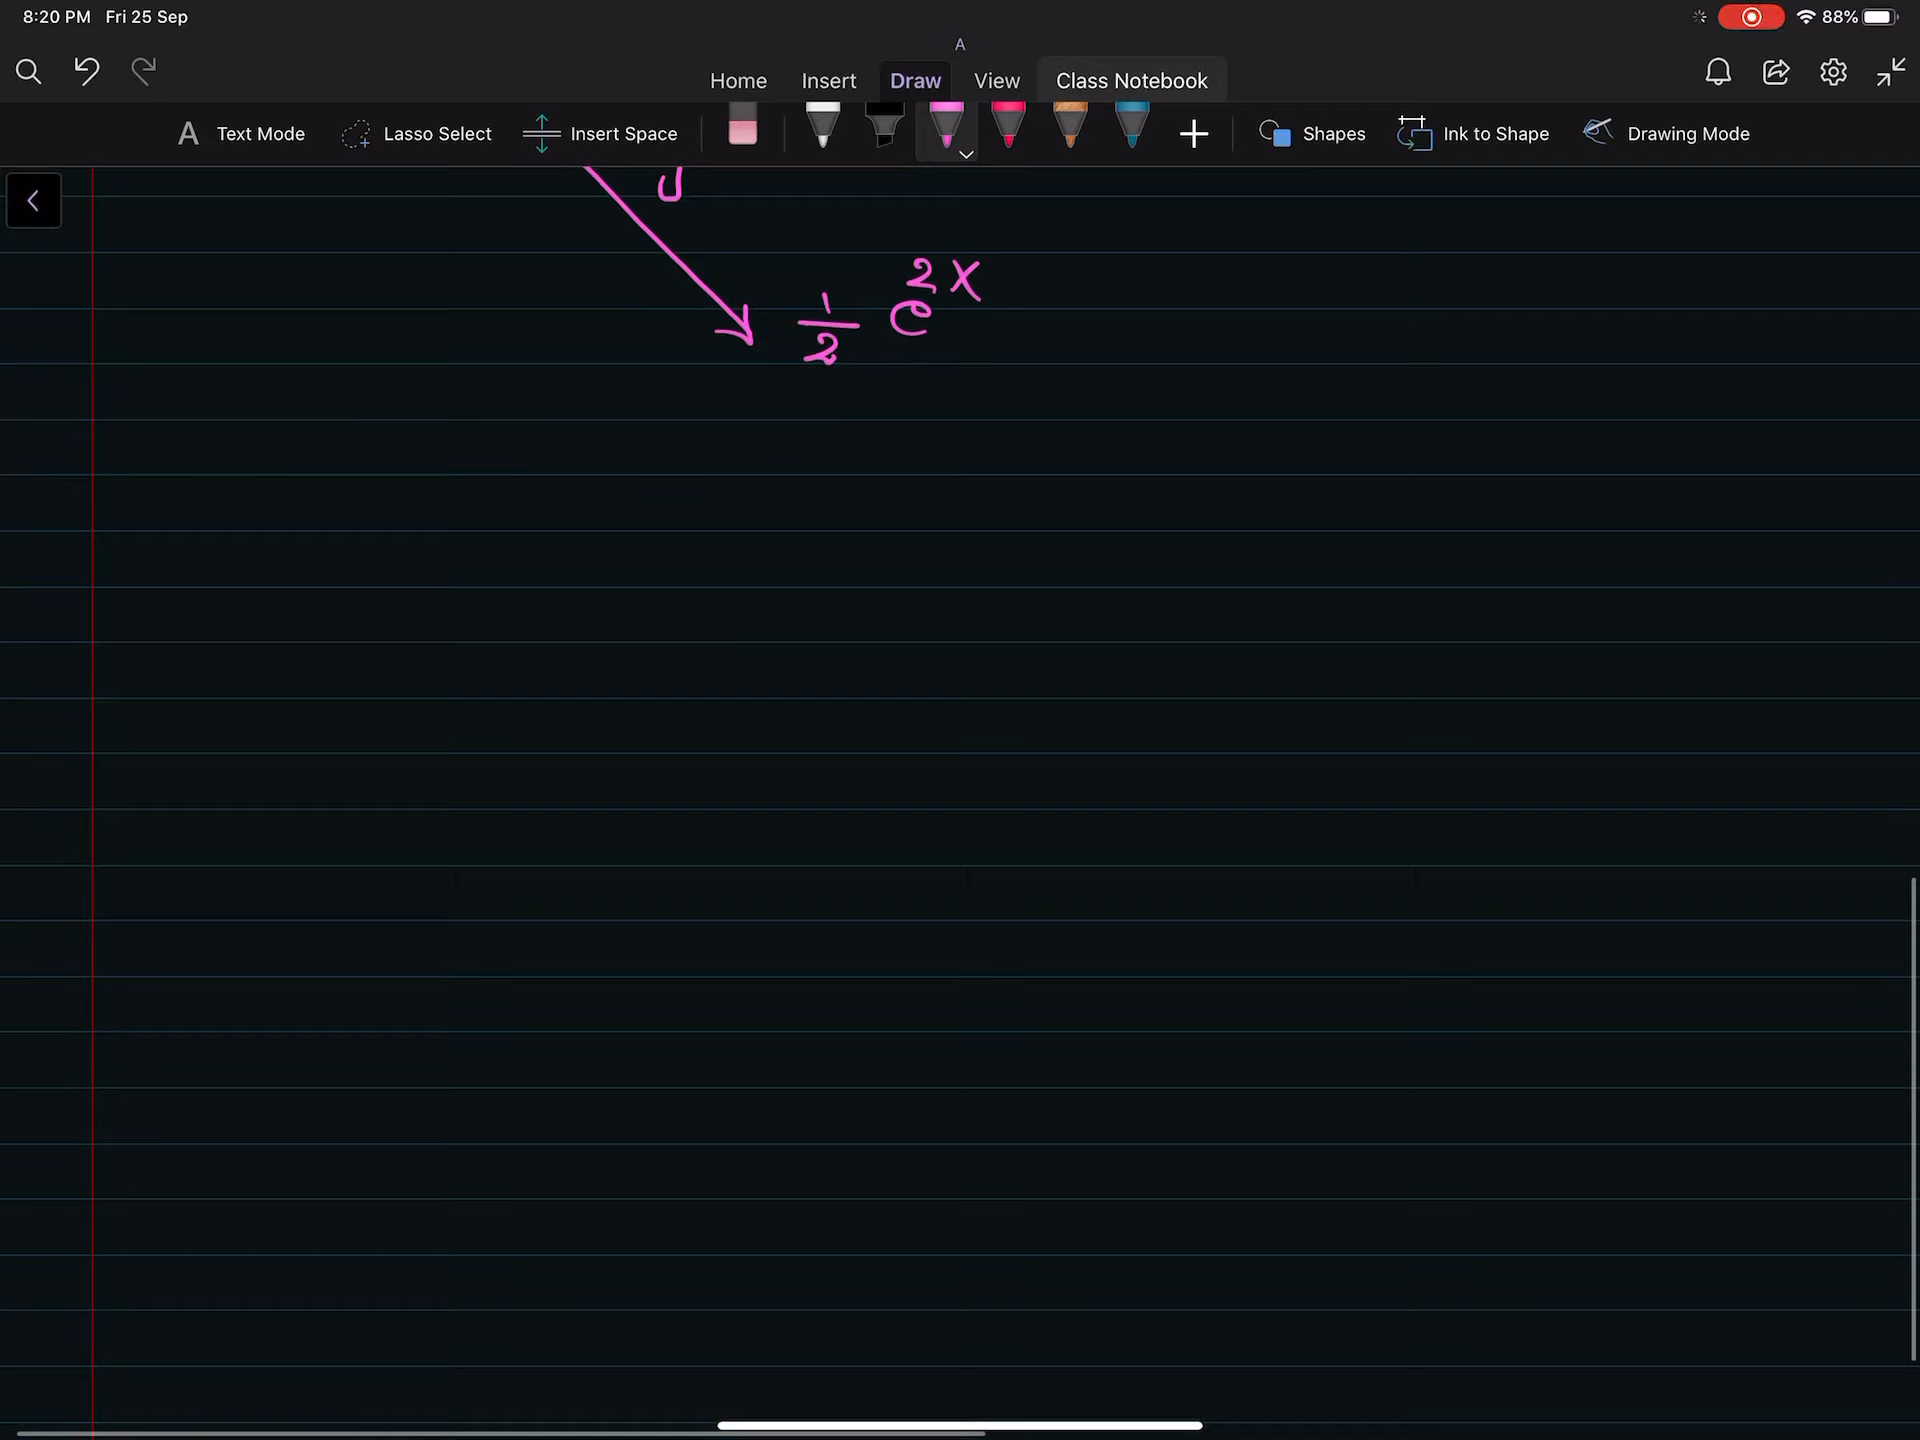 8:20 PM Fri 25 Sep 88%
A
Home Insert Draw View Class Notebook
A Text Mode Lasso Select Insert Space Shapes Ink to Shape Drawing Mode
1/2 e^2x